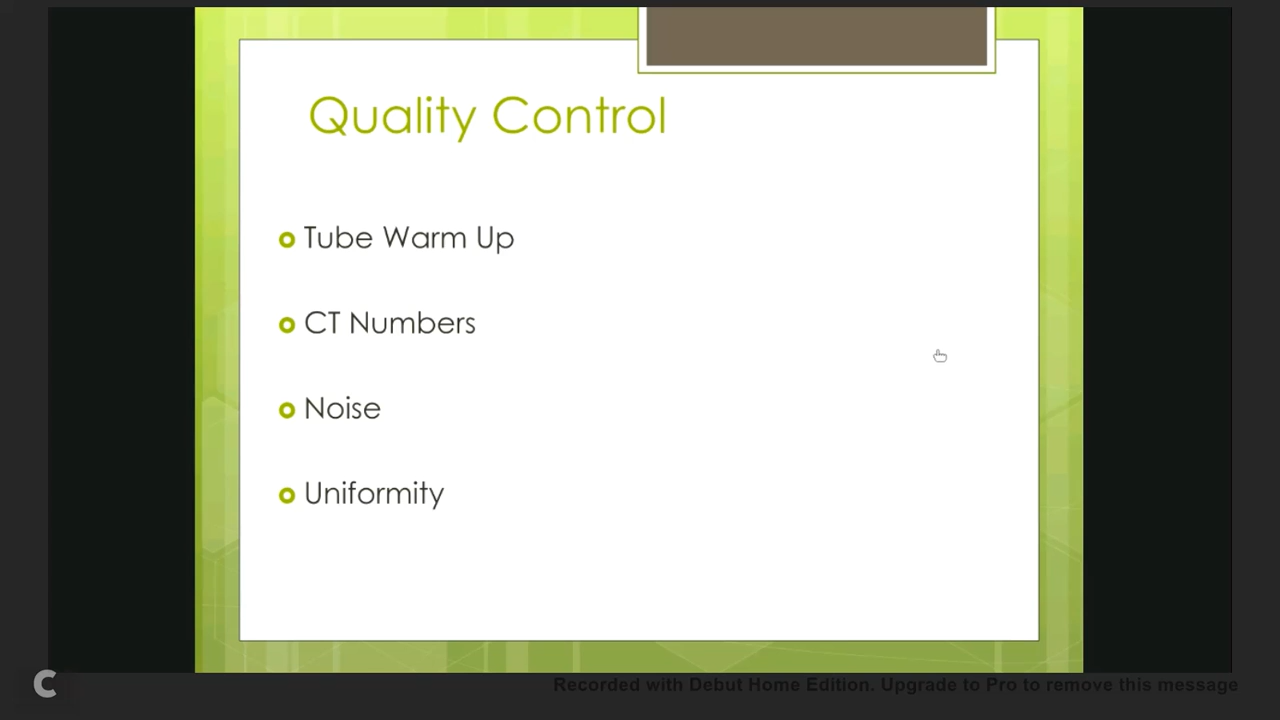 Quality Control
Tube Warm Up
CT Numbers
Noise
Uniformity
C
Recorded with Debut Home Edition. Upgrade to Pro to remove this message